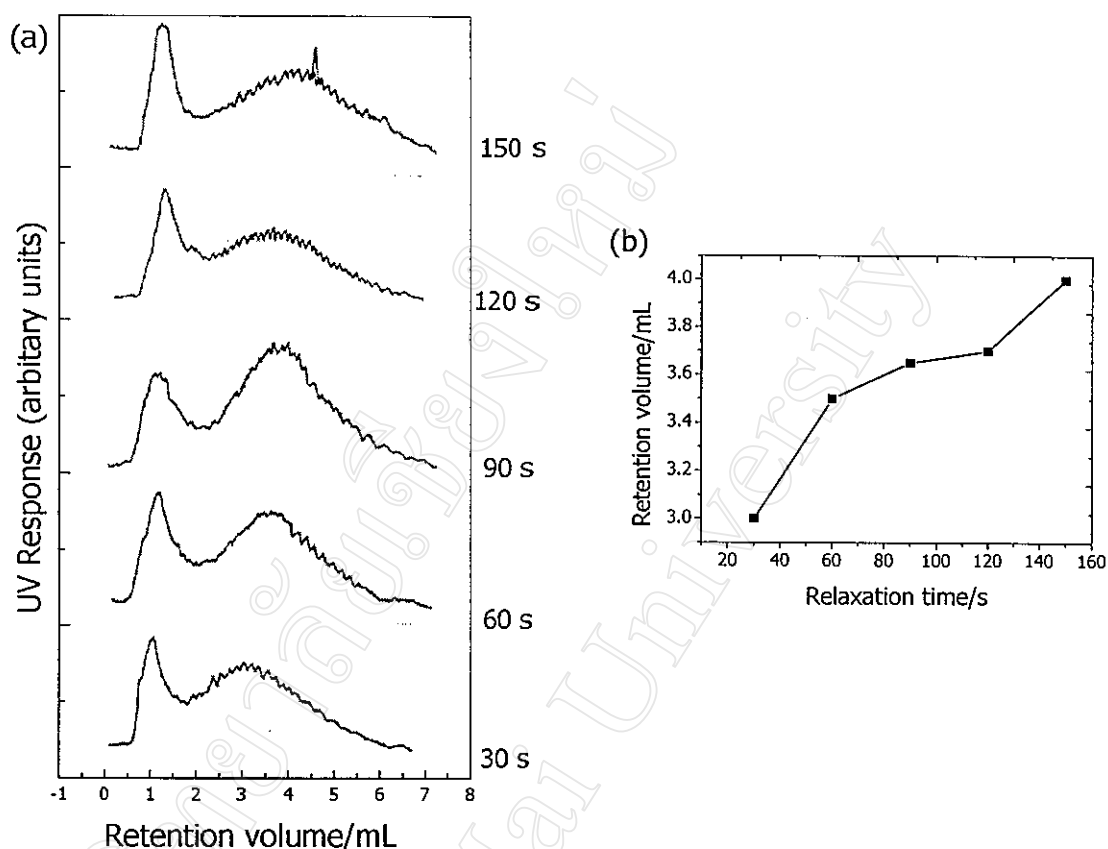 (a)
UV Response (arbitary units)
150 s
120 s
90 s
60 s
30 s
-1 0 1 2 3 4 5 6 7 8
Retention volume/mL
(b)
Retention volume/mL
4.0
3.8
3.6
3.4
3.2
3.0
20 40 60 80 100 120 140 160
Relaxation time/s
University